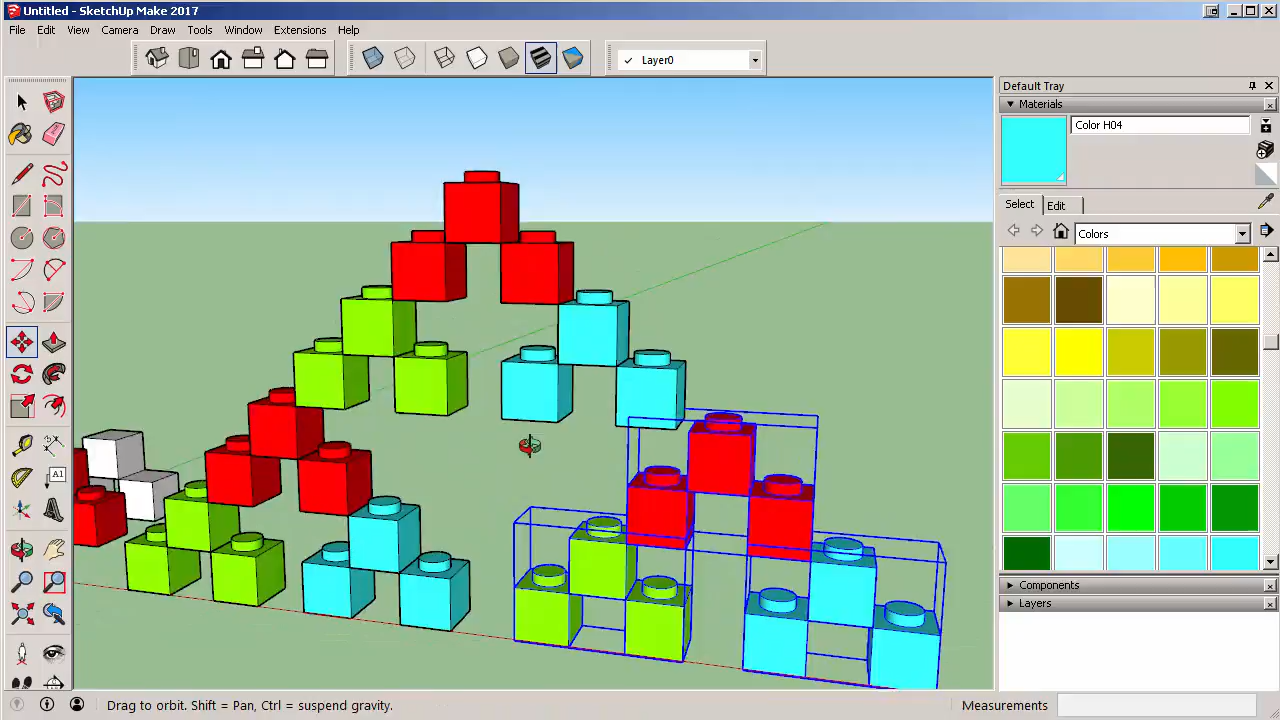 Untitled - SketchUp Make 2017
File Edit View Camera Draw Tools Window Extensions Help
✓ Layer0
Default Tray
Materials
Color H04
Select Edit
Colors
A1
Components
Layers
Drag to orbit. Shift = Pan, Ctrl = suspend gravity.
Measurements